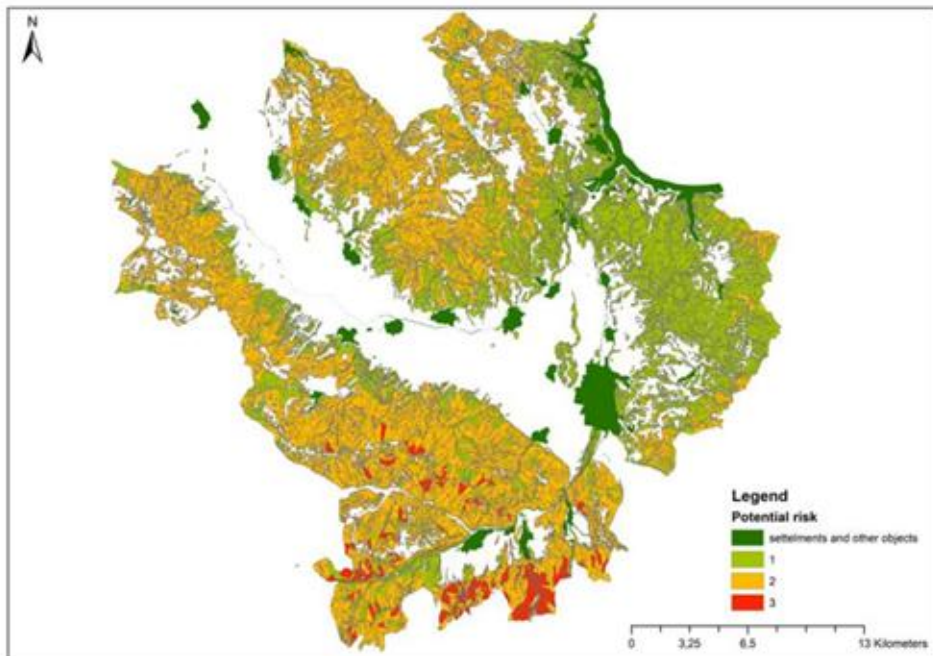 N
Legend
Potential risk
settelments and other objects
1
2
3
0 3,25 6,5 13 Kilometers